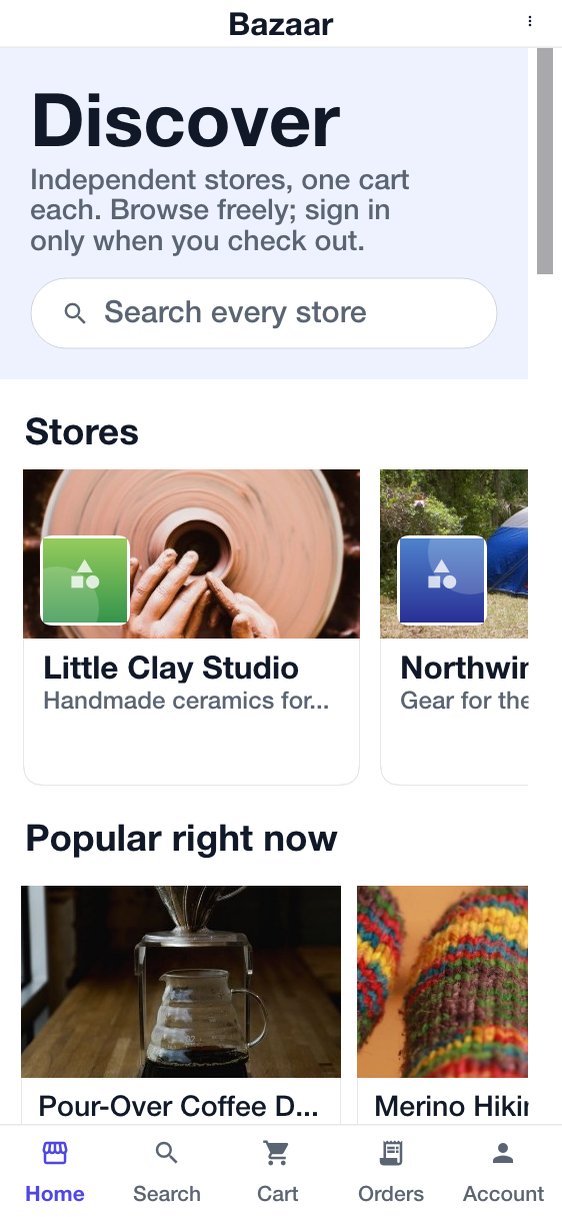 Bazaar
Discover
Independent stores, one cart
each. Browse freely; sign in
only when you check out.
Search every store
Stores
Little Clay Studio
Handmade ceramics for...
Northwin
Gear for the
Popular right now
Pour-Over Coffee D...
Merino Hikin
Home
Search
Cart
Orders
Account